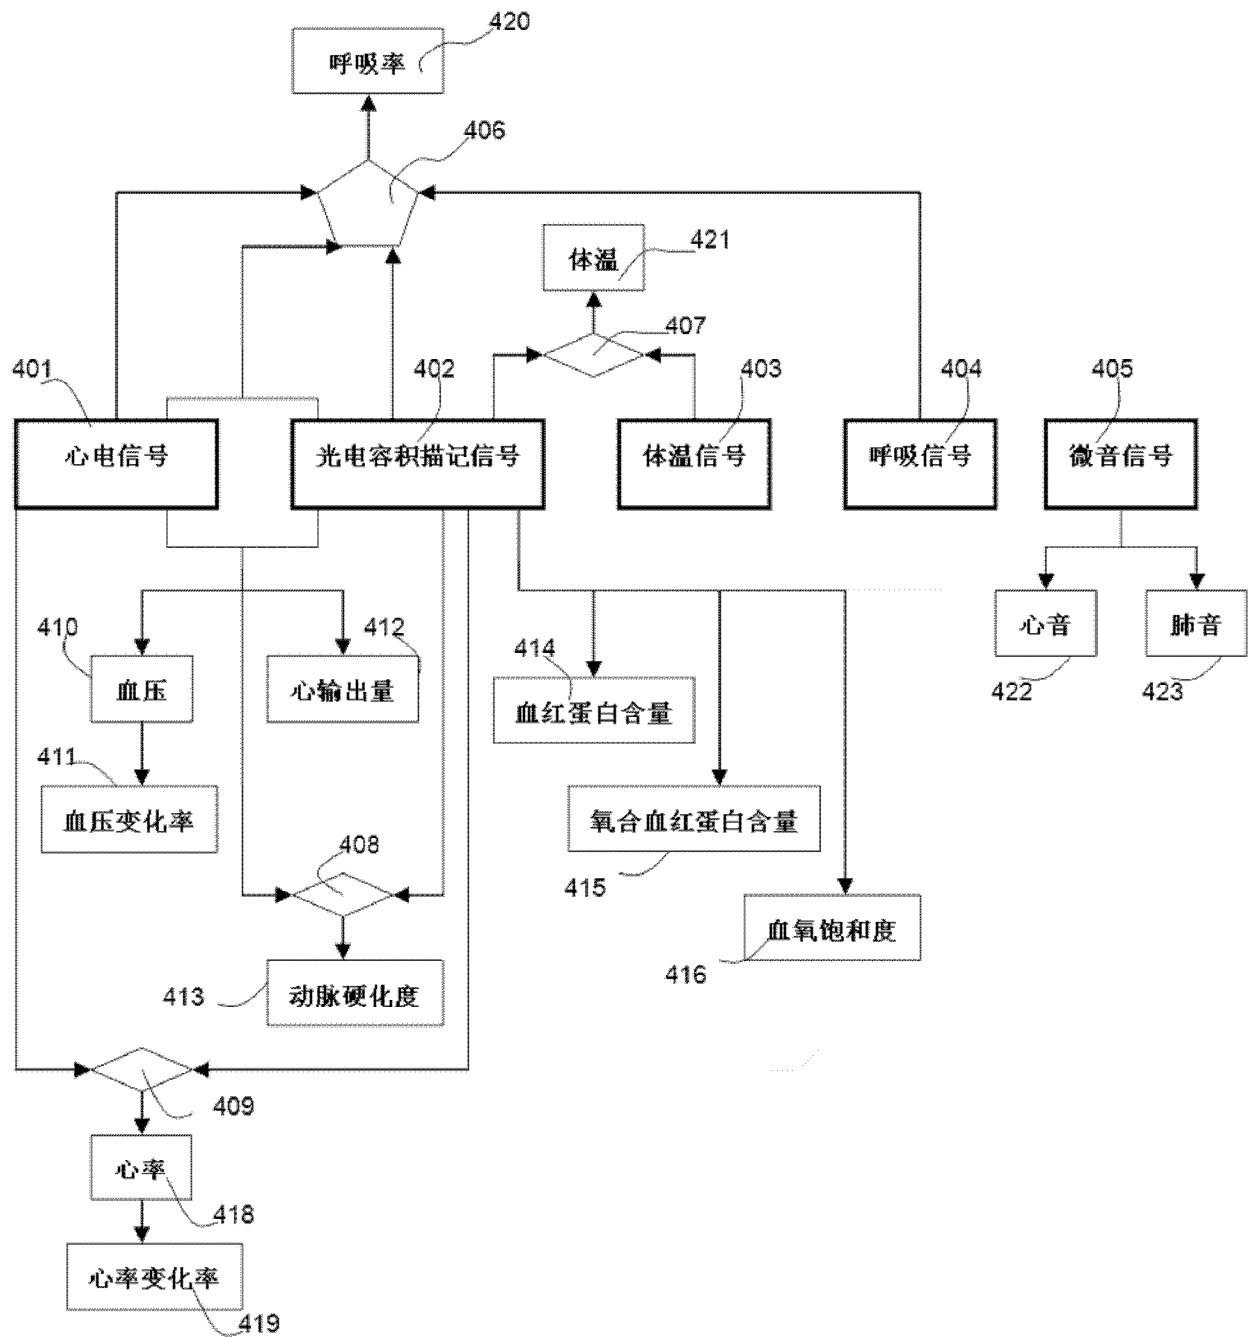 420
呼吸率
406
体温
421
407
401
402
403
404
405
心电信号
光电容积描记信号
体温信号
呼吸信号
微音信号
410
412
414
心音
肺音
血压
心输出量
422
423
血红蛋白含量
411
血压变化率
氧合血红蛋白含量
408
415
血氧饱和度
416
413
动脉硬化度
409
心率
418
心率变化率
419